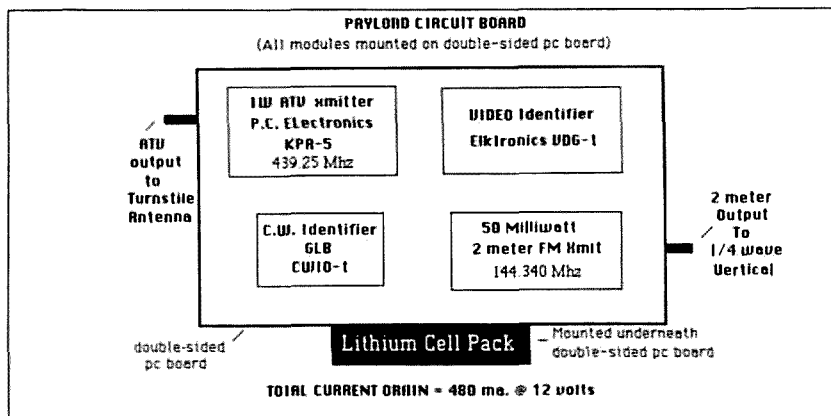 PAYLOAD CIRCUIT BOARD
(All modules mounted on double-sided pc board)
1W ATV xmitter
P.C. Electronics
KPA-5
439.25 Mhz
VIDEO Identifier
Elktronics VDG-1
ATV
output
to
Turnstile
Antenna
C.W. Identifier
GLB
CWID-1
50 Milliwatt
2 meter FM Xmit
144.340 Mhz
2 meter
Output
To
1/4 wave
Vertical
double-sided
pc board
Lithium Cell Pack
Mounted underneath
double-sided pc board
TOTAL CURRENT DRAIN = 480 ma. @ 12 volts